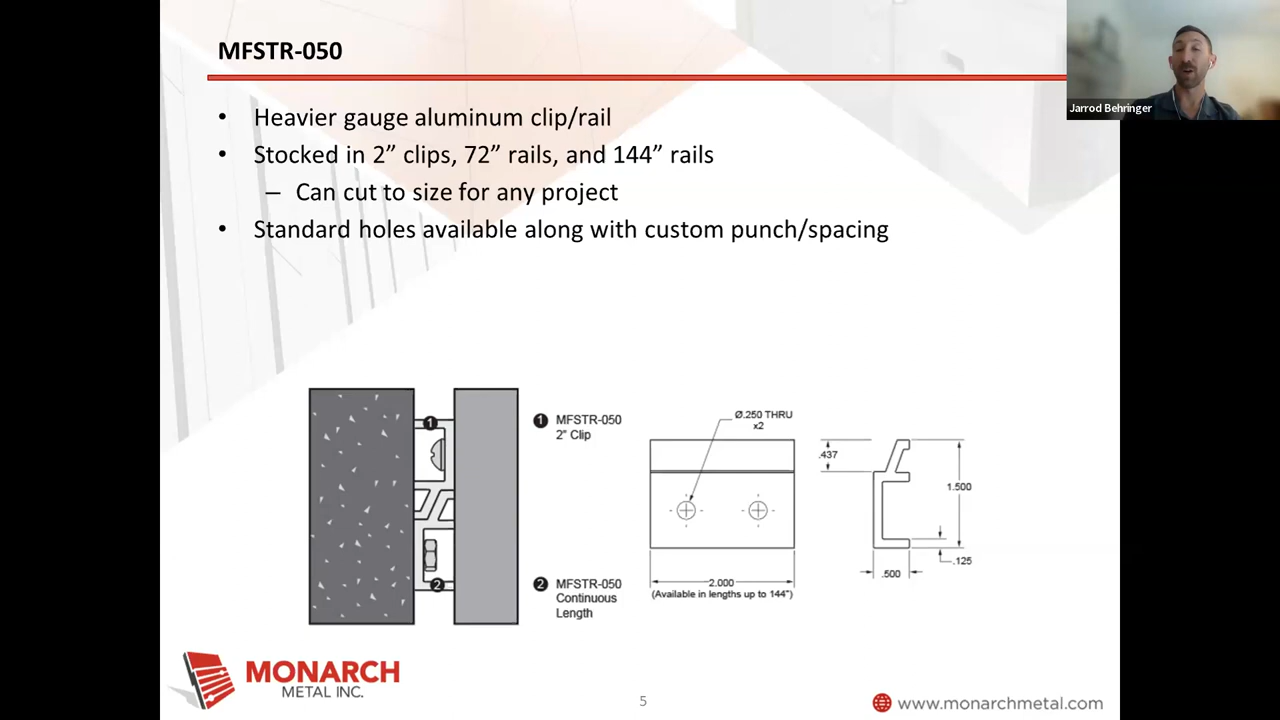 MFSTR-050
Jarrod Behringer
• Heavier gauge aluminum clip/rail
• Stocked in 2” clips, 72” rails, and 144” rails
– Can cut to size for any project
• Standard holes available along with custom punch/spacing
1
2
1 MFSTR-050
2" Clip
2 MFSTR-050
Continuous
Length
Ø.250 THRU
x2
.437
1.500
.125
.500
2.000
(Available in lengths up to 144")
MONARCH
METAL INC.
5
www.monarchmetal.com